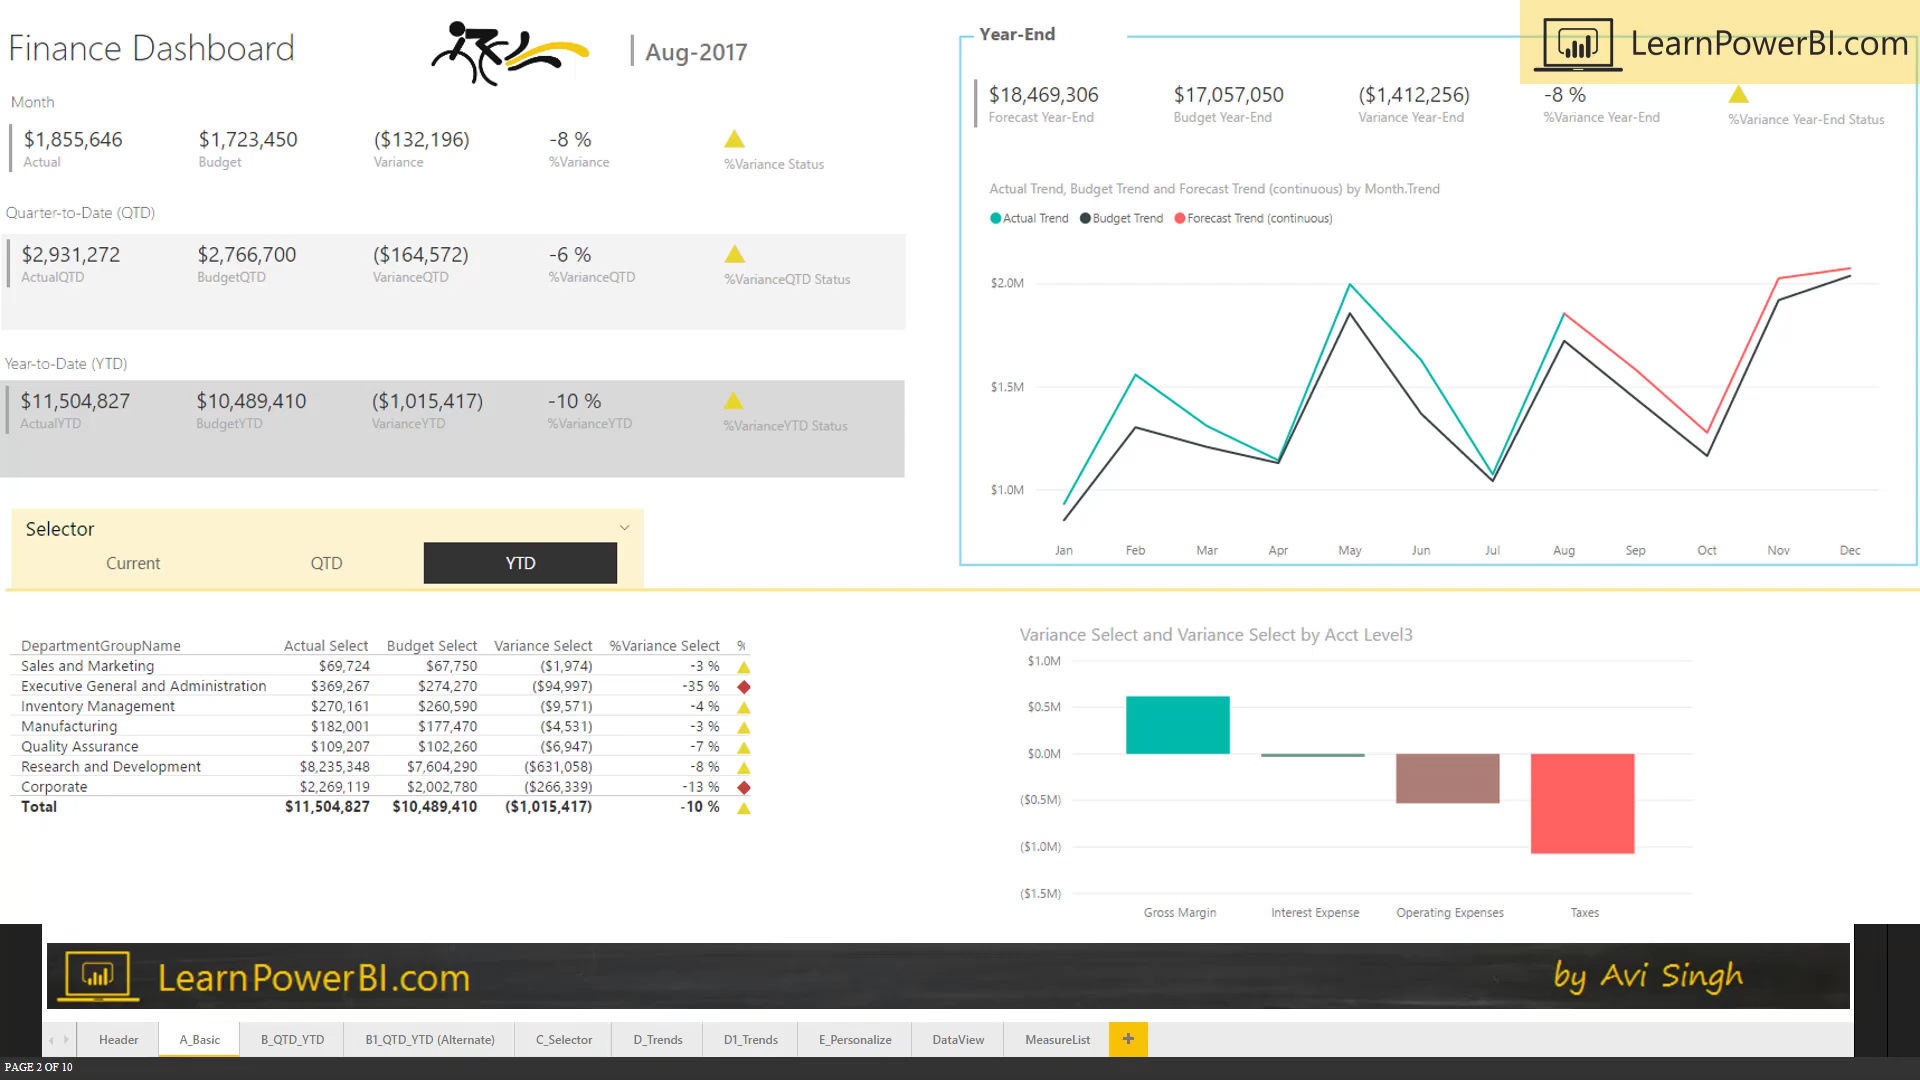 Finance Dashboard
Aug-2017
Month
$1,855,646 $1,723,450 ($132,196) -8 %
Actual Budget Variance %Variance %Variance Status
Quarter-to-Date (QTD)
$2,931,272 $2,766,700 ($164,572) -6 %
ActualQTD BudgetQTD VarianceQTD %VarianceQTD %VarianceQTD Status
Year-to-Date (YTD)
$11,504,827 $10,489,410 ($1,015,417) -10 %
ActualYTD BudgetYTD VarianceYTD %VarianceYTD %VarianceYTD Status
Selector
Current QTD YTD
Year-End
LearnPowerBI.com
$18,469,306 $17,057,050 ($1,412,256) -8 %
Forecast Year-End Budget Year-End Variance Year-End %Variance Year-End %Variance Year-End Status
Actual Trend, Budget Trend and Forecast Trend (continuous) by Month.Trend
Actual Trend Budget Trend Forecast Trend (continuous)
$2.0M
$1.5M
$1.0M
Jan Feb Mar Apr May Jun Jul Aug Sep Oct Nov Dec
DepartmentGroupName Actual Select Budget Select Variance Select %Variance Select %
Sales and Marketing $69,724 $67,750 ($1,974) -3 %
Executive General and Administration $369,267 $274,270 ($94,997) -35 %
Inventory Management $270,161 $260,590 ($9,571) -4 %
Manufacturing $182,001 $177,470 ($4,531) -3 %
Quality Assurance $109,207 $102,260 ($6,947) -7 %
Research and Development $8,235,348 $7,604,290 ($631,058) -8 %
Corporate $2,269,119 $2,002,780 ($266,339) -13 %
Total $11,504,827 $10,489,410 ($1,015,417) -10 %
Variance Select and Variance Select by Acct Level3
$1.0M
$0.5M
$0.0M
($0.5M)
($1.0M)
($1.5M)
Gross Margin Interest Expense Operating Expenses Taxes
LearnPowerBI.com
by Avi Singh
Header A_Basic B_QTD_YTD B1_QTD_YTD (Alternate) C_Selector D_Trends D1_Trends E_Personalize DataView MeasureList +
PAGE 2 OF 10